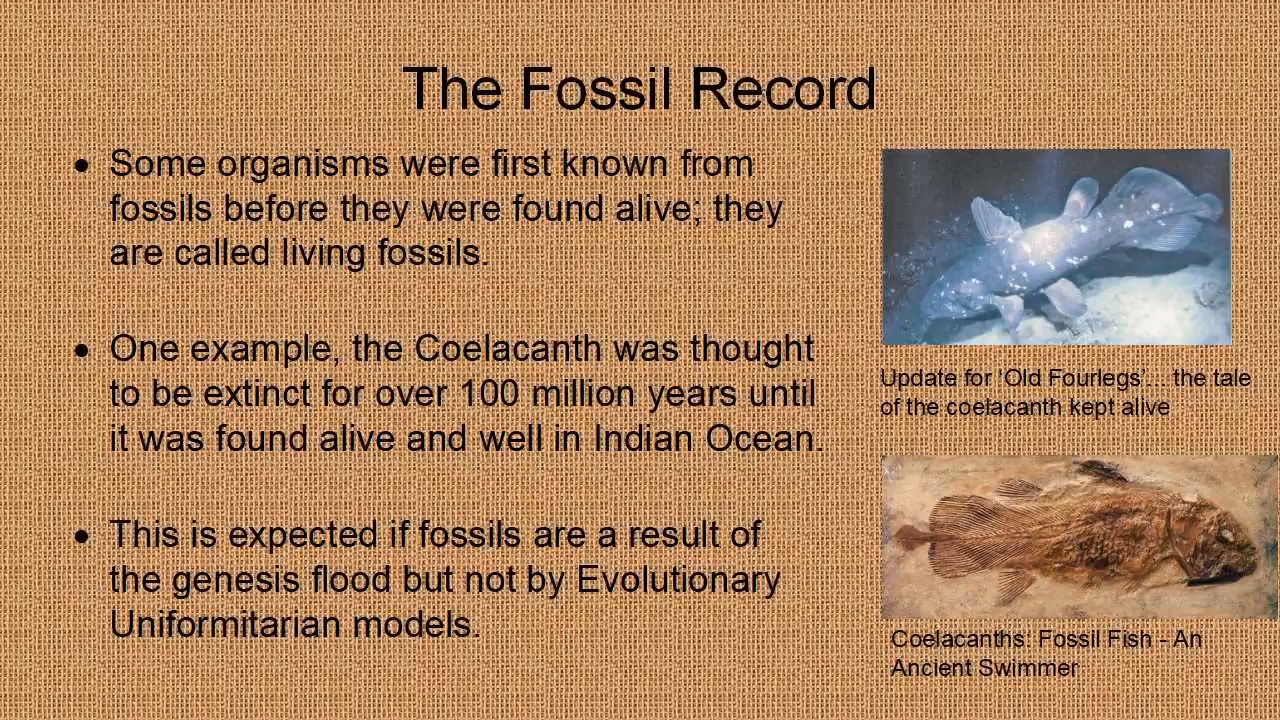 The Fossil Record
• Some organisms were first known from
fossils before they were found alive; they
are called living fossils.
• One example, the Coelacanth was thought
to be extinct for over 100 million years until
it was found alive and well in Indian Ocean.
• This is expected if fossils are a result of
the genesis flood but not by Evolutionary
Uniformitarian models.
Update for ‘Old Fourlegs’... the tale
of the coelacanth kept alive
Coelacanths: Fossil Fish - An
Ancient Swimmer